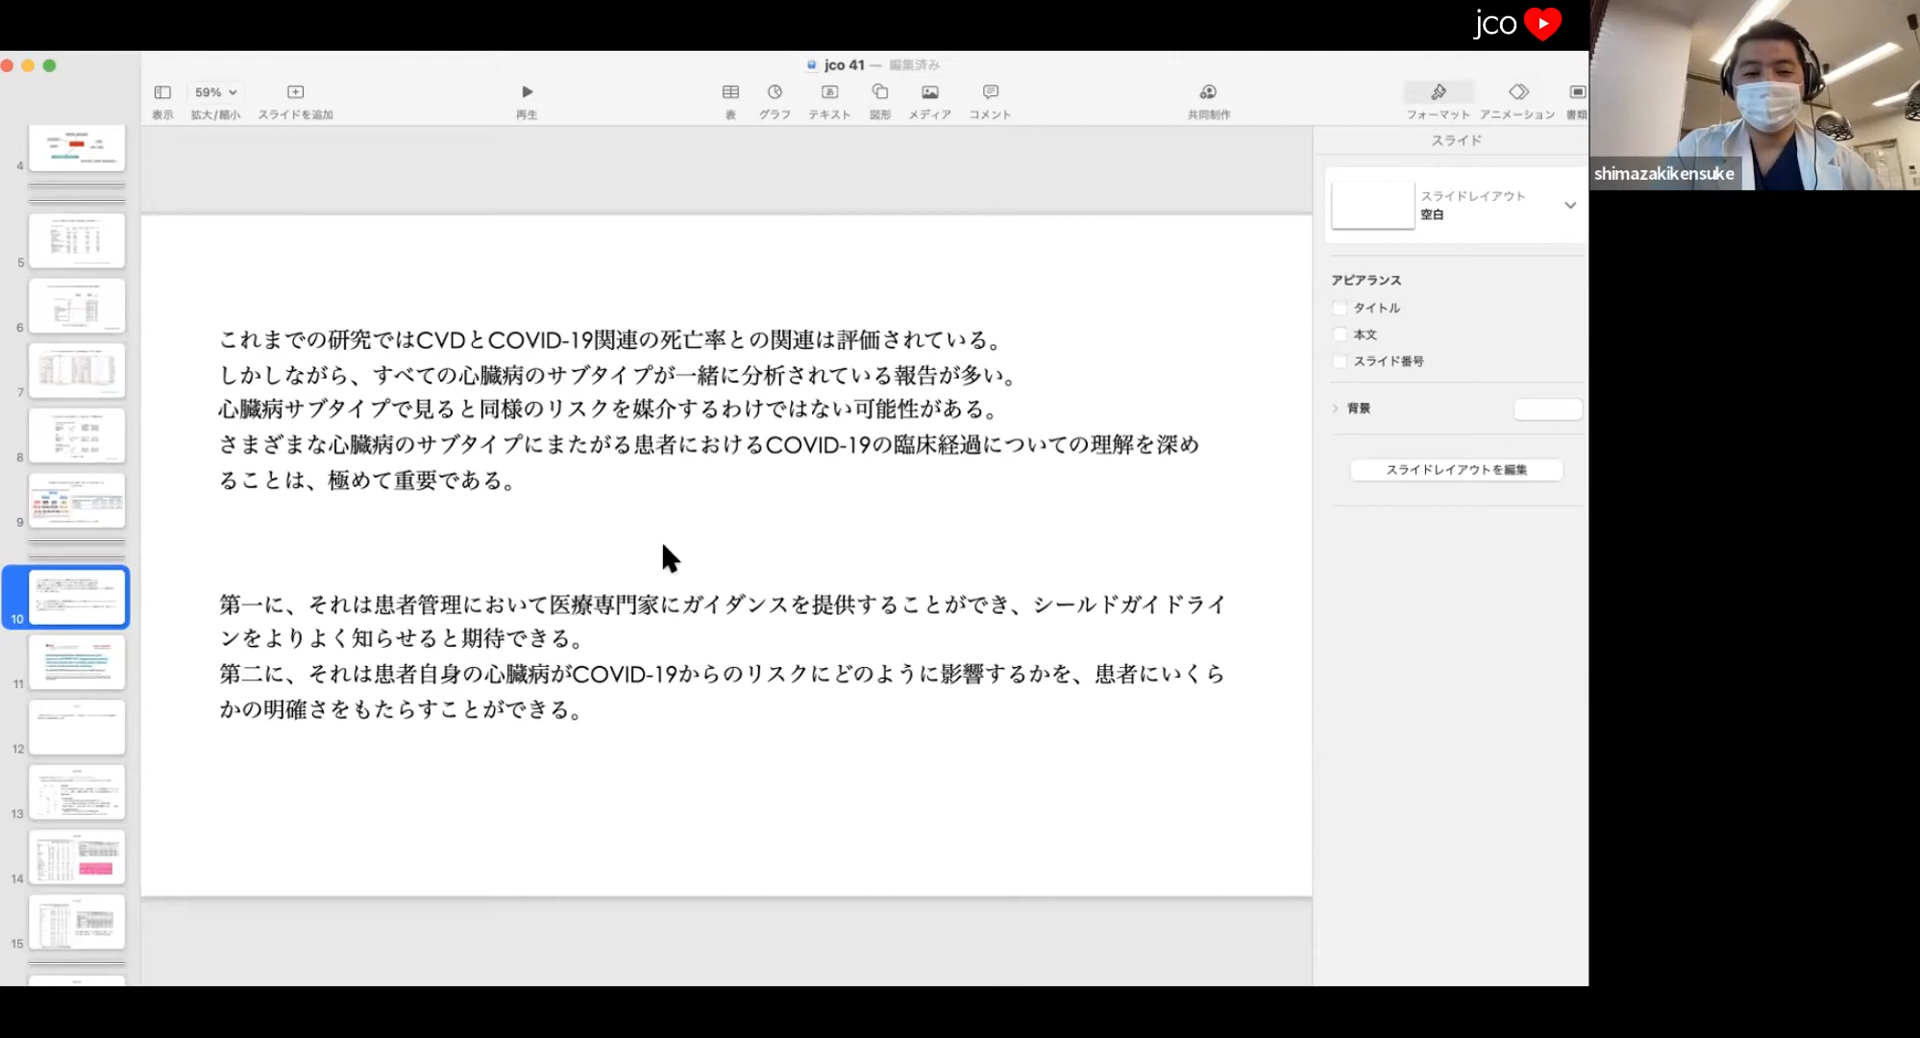 jco
jco 41 — 編集済み
59%
表示
拡大/縮小
スライドを追加
再生
表
グラフ
テキスト
図形
メディア
コメント
共同制作
フォーマット
アニメーション
書類
shimazakikensuke
4
5
6
7
8
9
10
11
12
13
14
15
これまでの研究ではCVDとCOVID-19関連の死亡率との関連は評価されている。
しかしながら、すべての心臓病のサブタイプが一緒に分析されている報告が多い。
心臓病サブタイプで見ると同様のリスクを媒介するわけではない可能性がある。
さまざまな心臓病のサブタイプにまたがる患者におけるCOVID-19の臨床経過についての理解を深め
ることは、極めて重要である。
第一に、それは患者管理において医療専門家にガイダンスを提供することができ、シールドガイドライ
ンをよりよく知らせると期待できる。
第二に、それは患者自身の心臓病がCOVID-19からのリスクにどのように影響するかを、患者にいくら
かの明確さをもたらすことができる。
スライド
スライドレイアウト
空白
アピアランス
タイトル
本文
スライド番号
背景
スライドレイアウトを編集